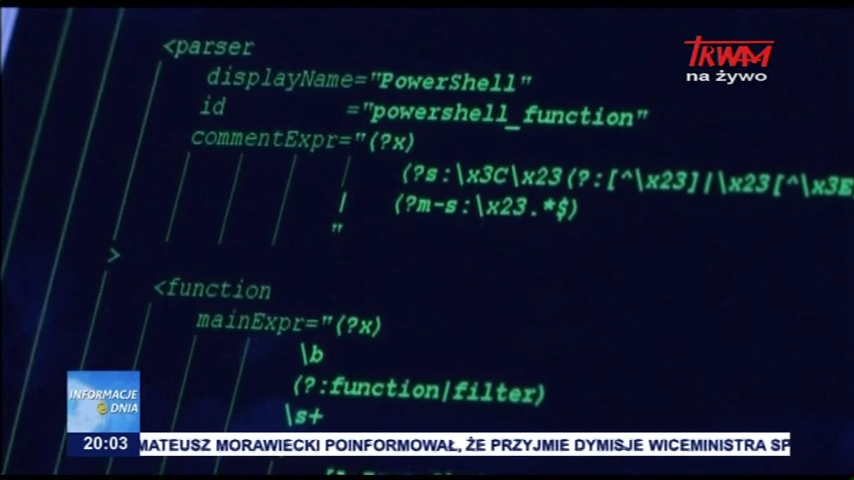 <parser
displayName="PowerShell"
id ="powershell_function"
commentExpr="(?x)
(?s:\x3C\x23(?:[^\x23]|\x23[^\x3E
| (?m-s:\x23.*$)
"
>
<function
mainExpr="(?x)
\b
(?:function|filter)
\s+
TRWAM
na żywo
INFORMACJE
DNIA
20:03 MATEUSZ MORAWIECKI POINFORMOWAŁ, ŻE PRZYJMIE DYMISJE WICEMINISTRA SP